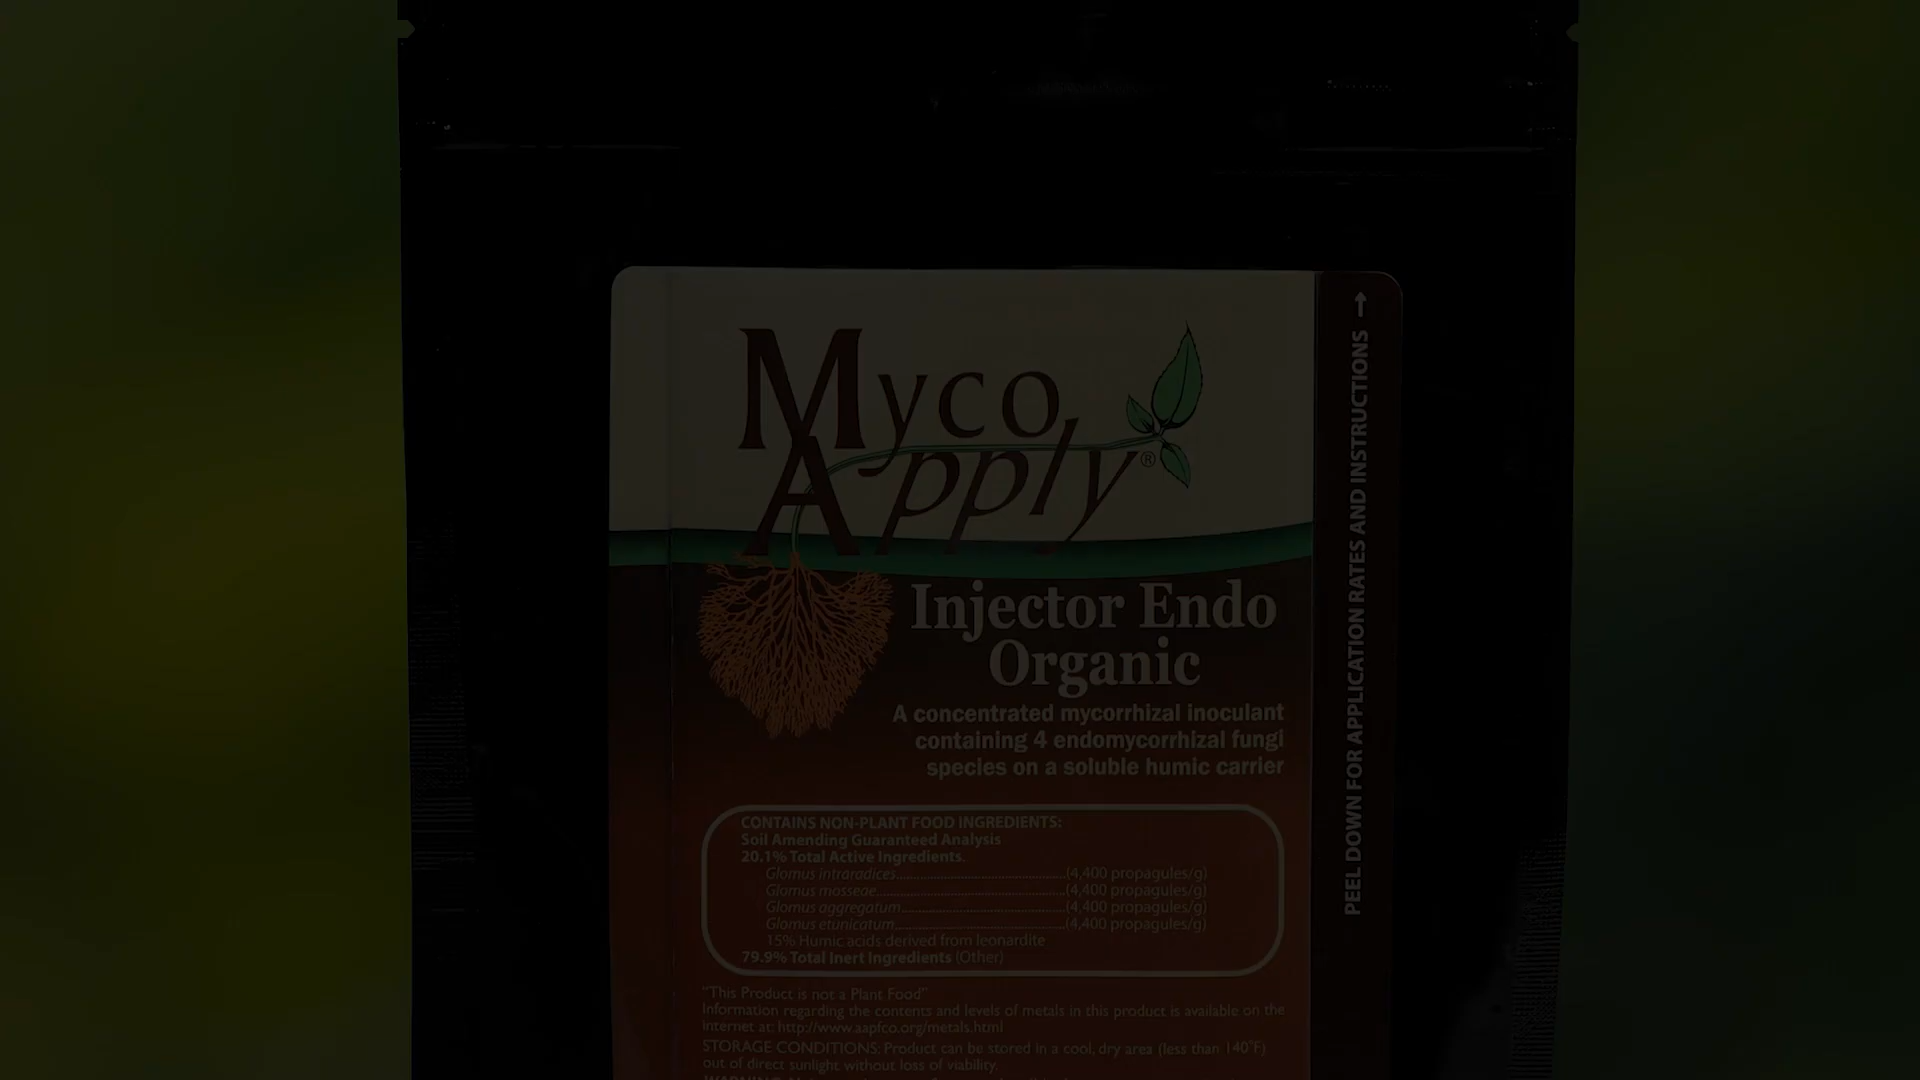 Myco
Apply®
Injector Endo
Organic
A concentrated mycorrhizal inoculant
containing 4 endomycorrhizal fungi
species on a soluble humic carrier
CONTAINS NON-PLANT FOOD INGREDIENTS:
Soil Amending Guaranteed Analysis
20.1% Total Active Ingredients.
Glomus intraradices (4,400 propagules/g)
Glomus mosseae (4,400 propagules/g)
Glomus aggregatum (4,400 propagules/g)
Glomus etunicatum (4,400 propagules/g)
15% Humic acids derived from leonardite
79.9% Total Inert Ingredients (Other)
"This Product is not a Plant Food"
Information regarding the contents and levels of metals in this product is available on the
internet at: http://www.aapfco.org/metals.html
STORAGE CONDITIONS: Product can be stored in a cool, dry area (less than 140°F)
out of direct sunlight without loss of viability.
PEEL DOWN FOR APPLICATION RATES AND INSTRUCTIONS →